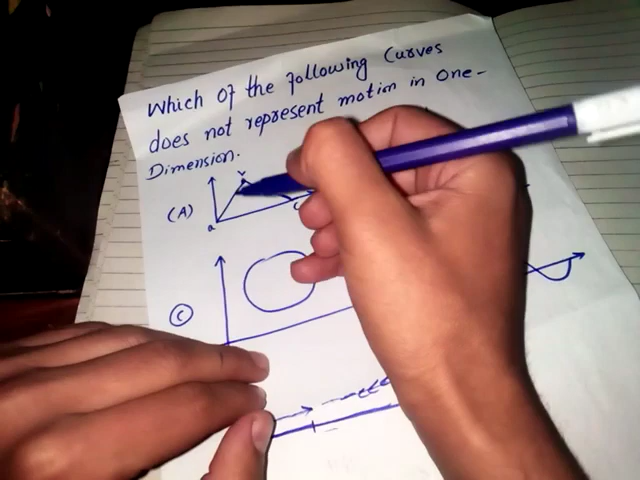 Which Of the following Curves
does not represent motion in One-
Dimension.
(A)
a
C